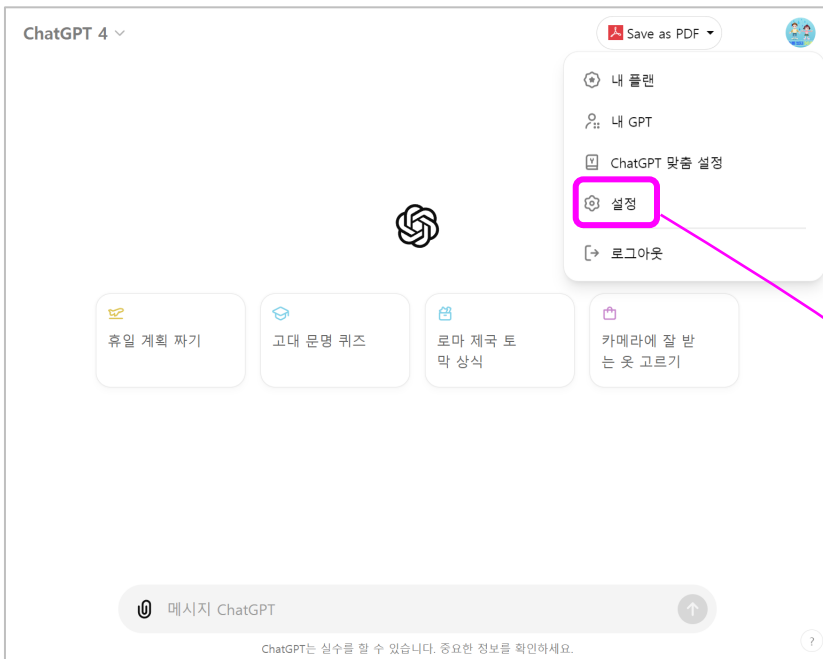 ChatGPT 4
Save as PDF
내 플랜
내 GPT
ChatGPT 맞춤 설정
설정
로그아웃
휴일 계획 짜기
고대 문명 퀴즈
로마 제국 토
막 상식
카메라에 잘 받
는 옷 고르기
메시지 ChatGPT
ChatGPT는 실수를 할 수 있습니다. 중요한 정보를 확인하세요.
?